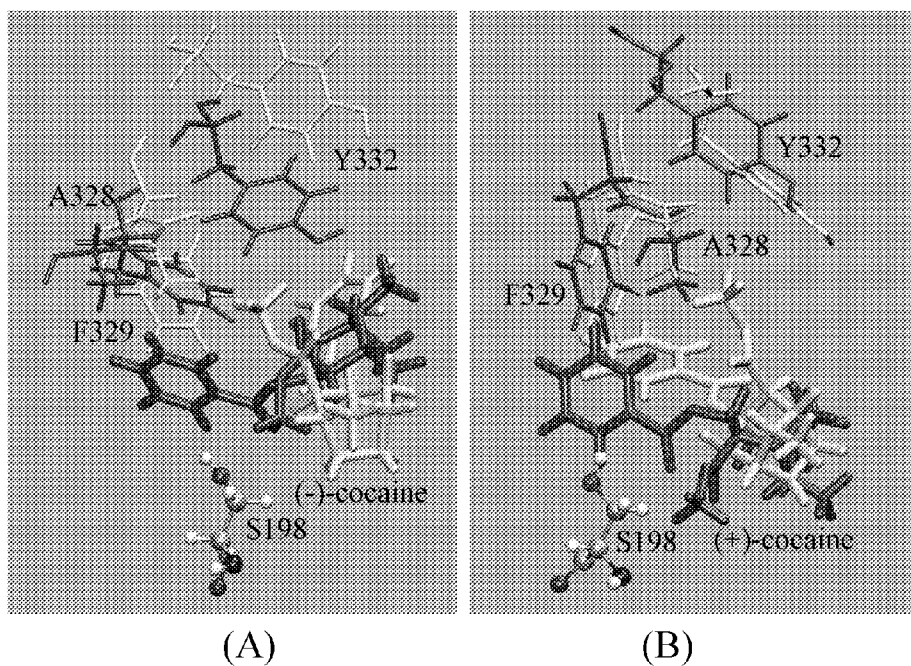 Y332
A328
F329
(-)-cocaine
S198
(A)
Y332
A328
F329
S198
(+)-cocaine
(B)